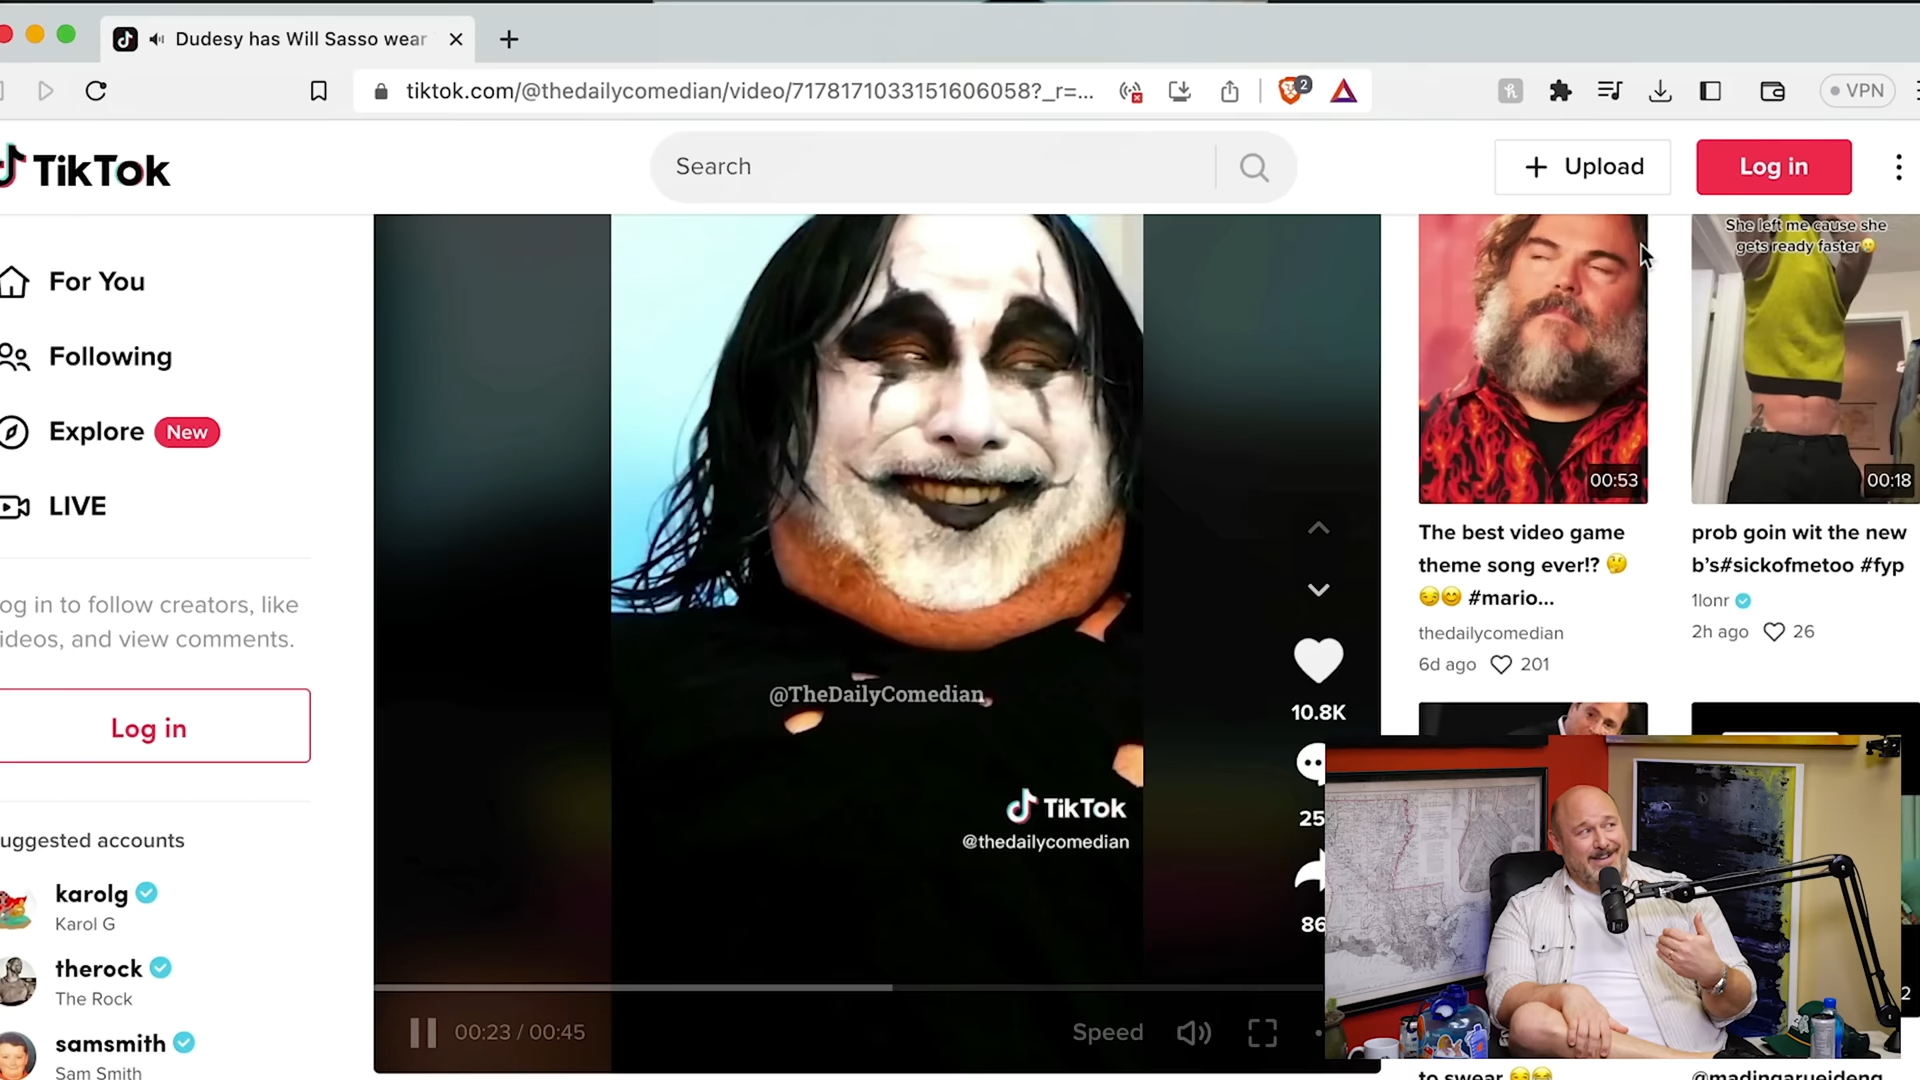 Dudesy has Will Sasso wear
tiktok.com/@thedailycomedian/video/7178171033151606058?_r=...
2
VPN
TikTok
Search
Upload
Log in
For You
Following
Explore New
LIVE
og in to follow creators, like
ideos, and view comments.
Log in
uggested accounts
karolg
Karol G
therock
The Rock
samsmith
Sam Smith
@TheDailyComedian
TikTok
@thedailycomedian
10.8K
25
86
00:23 / 00:45
Speed
00:53
The best video game
theme song ever!? 🤔
😏😊 #mario...
thedailycomedian
6d ago 201
She left me cause she
gets ready faster😢
00:18
prob goin wit the new
b's#sickofmetoo #fyp
1lonr
2h ago 26
2
to swear 😏😂